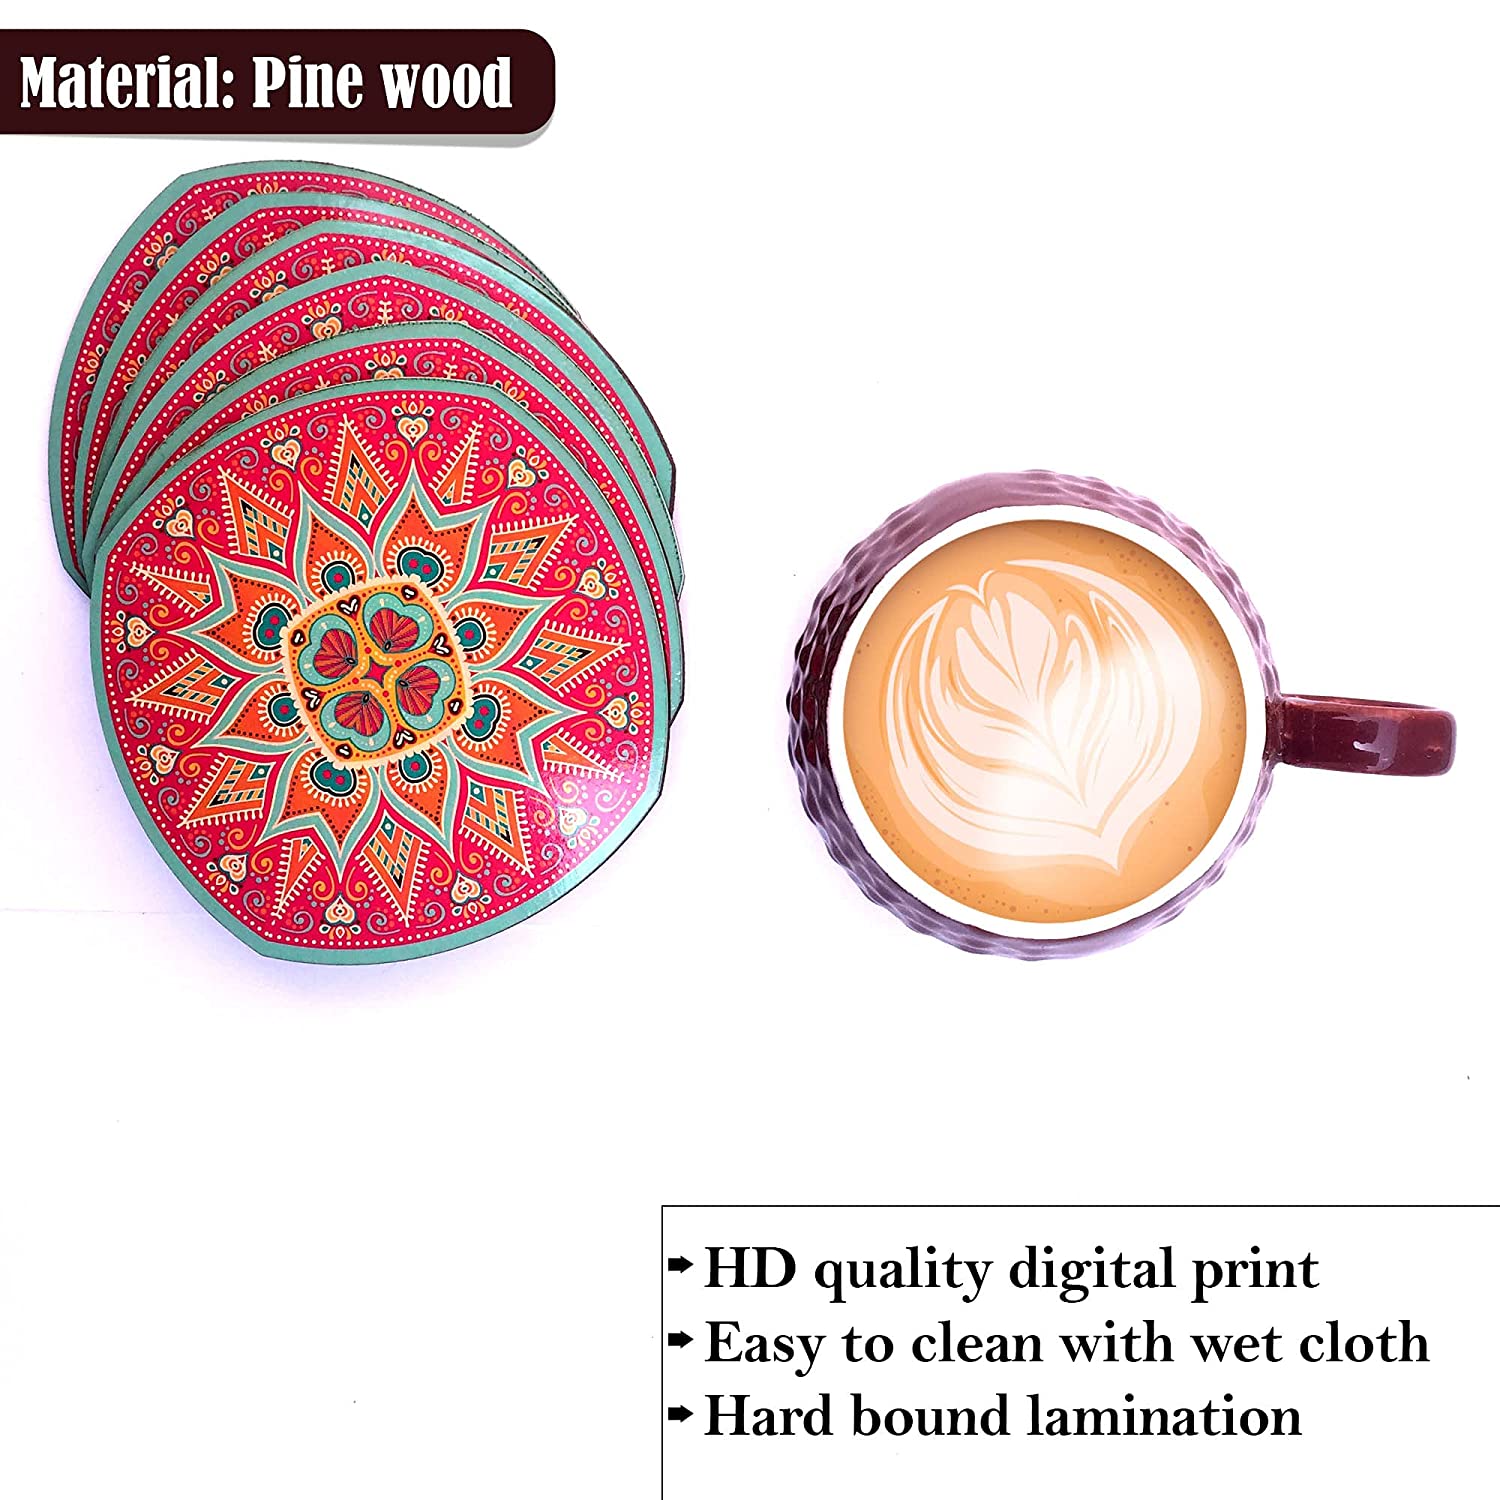 Material: Pine wood
HD quality digital print
Easy to clean with wet cloth
Hard bound lamination